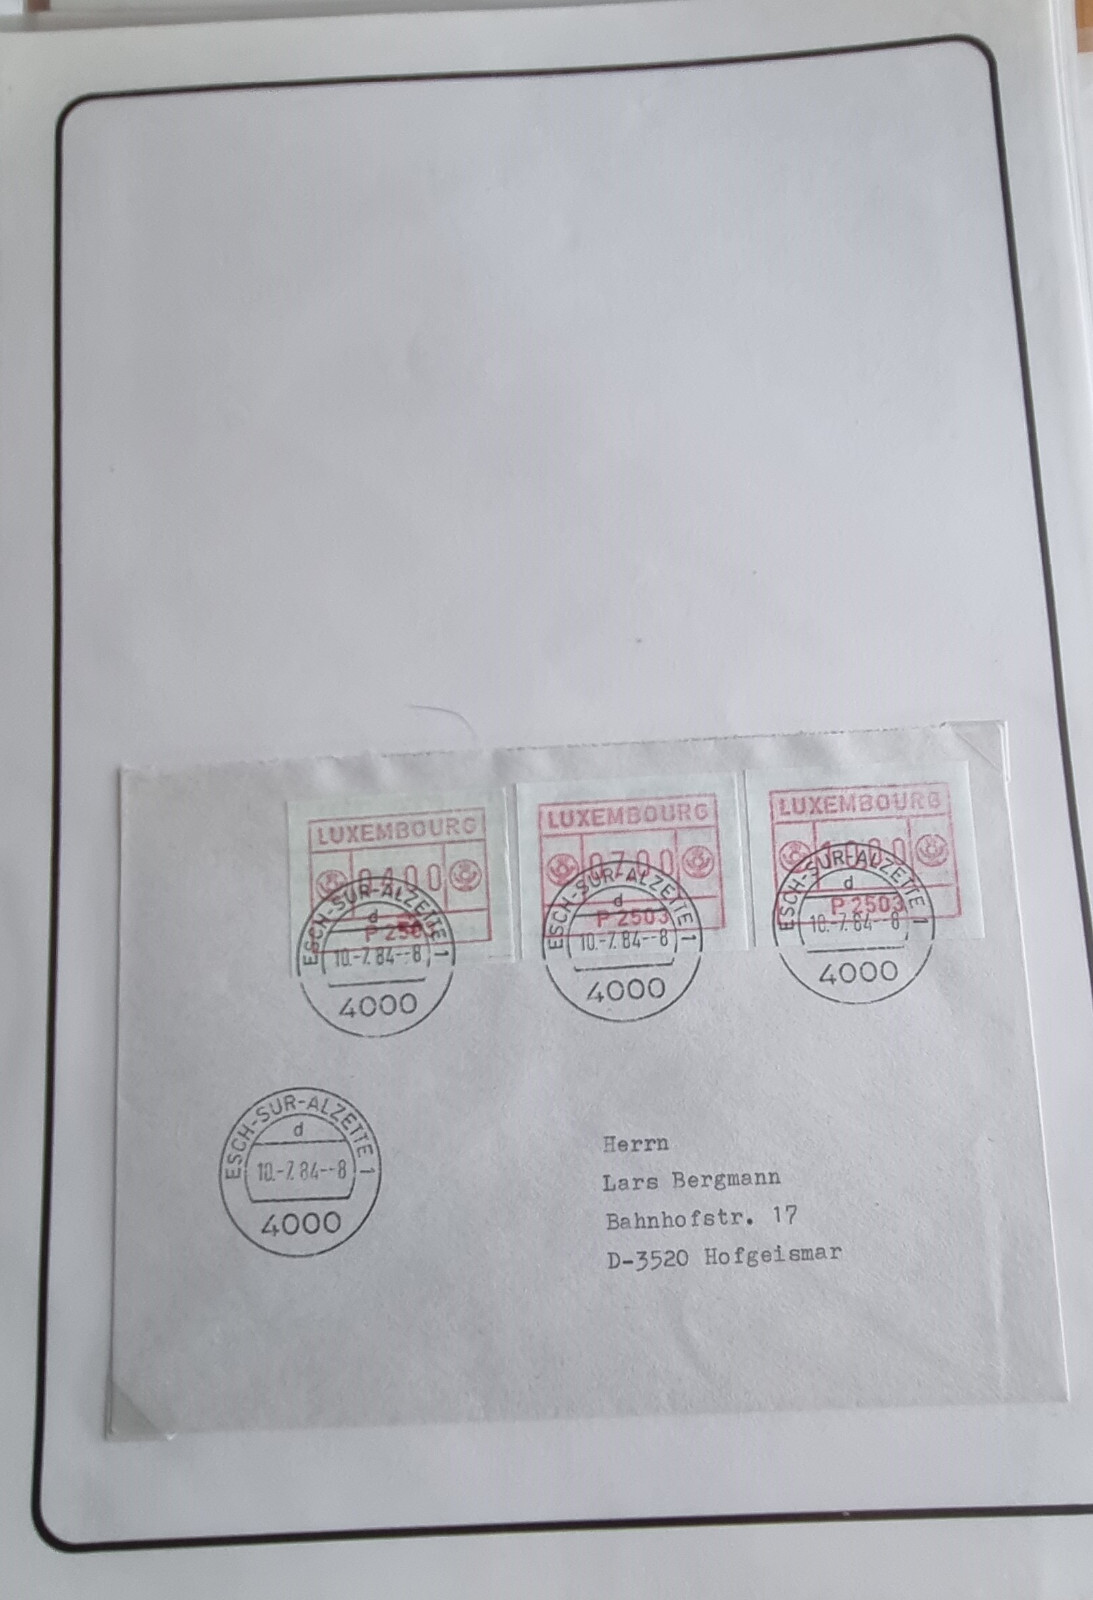 LUXEMBOURG
0400
P 2503
LUXEMBOURG
0700
P 2503
LUXEMBOURG
1000
P 2503
ESCH-SUR-ALZETTE 1
d
10.-7.84--8
4000
ESCH-SUR-ALZETTE 1
d
10.-7.84--8
4000
ESCH-SUR-ALZETTE 1
d
10.-7.84--8
4000
ESCH-SUR-ALZETTE 1
d
10.-7.84--8
4000
Herrn
Lars Bergmann
Bahnhofstr. 17
D-3520 Hofgeismar